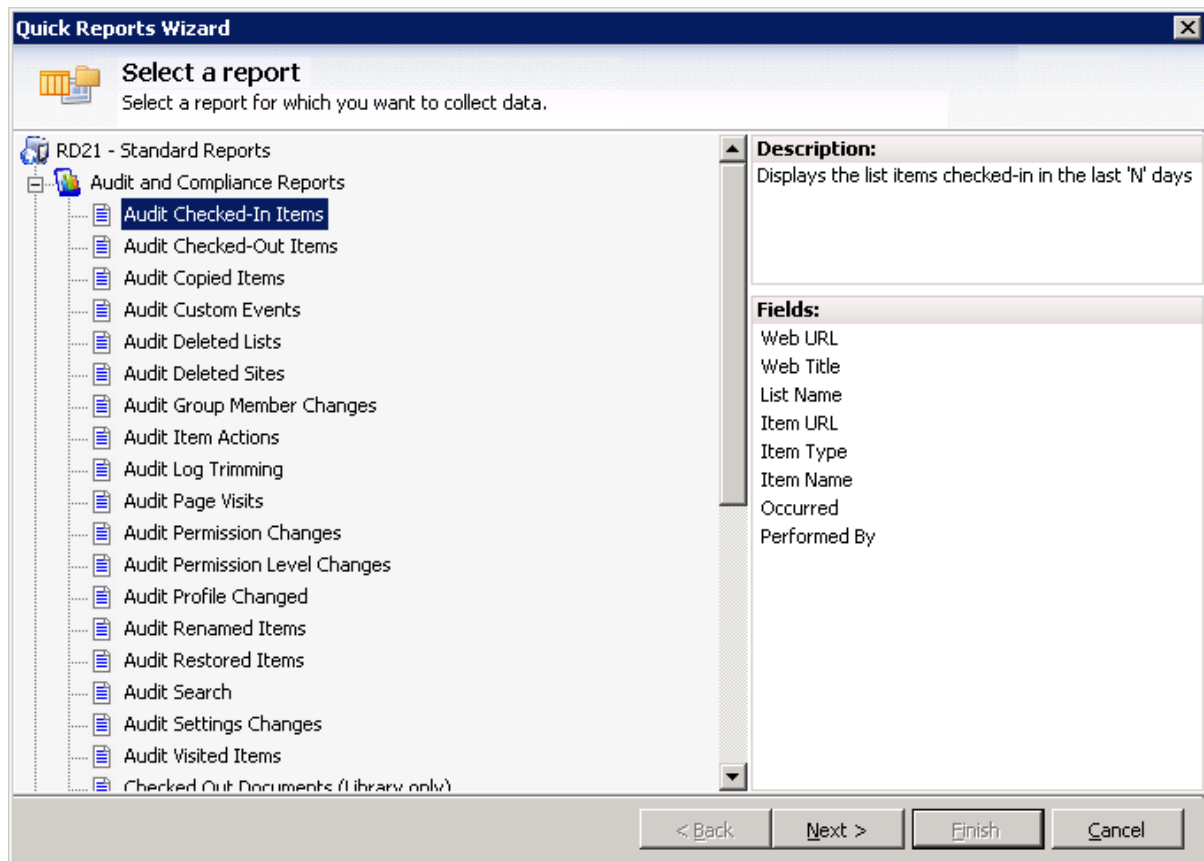 Quick Reports Wizard
Select a report
Select a report for which you want to collect data.
RD21 - Standard Reports
Audit and Compliance Reports
Audit Checked-In Items
Audit Checked-Out Items
Audit Copied Items
Audit Custom Events
Audit Deleted Lists
Audit Deleted Sites
Audit Group Member Changes
Audit Item Actions
Audit Log Trimming
Audit Page Visits
Audit Permission Changes
Audit Permission Level Changes
Audit Profile Changed
Audit Renamed Items
Audit Restored Items
Audit Search
Audit Settings Changes
Audit Visited Items
Checked Out Documents (Library only)
Description:
Displays the list items checked-in in the last 'N' days
Fields:
Web URL
Web Title
List Name
Item URL
Item Type
Item Name
Occurred
Performed By
< Back
Next >
Finish
Cancel